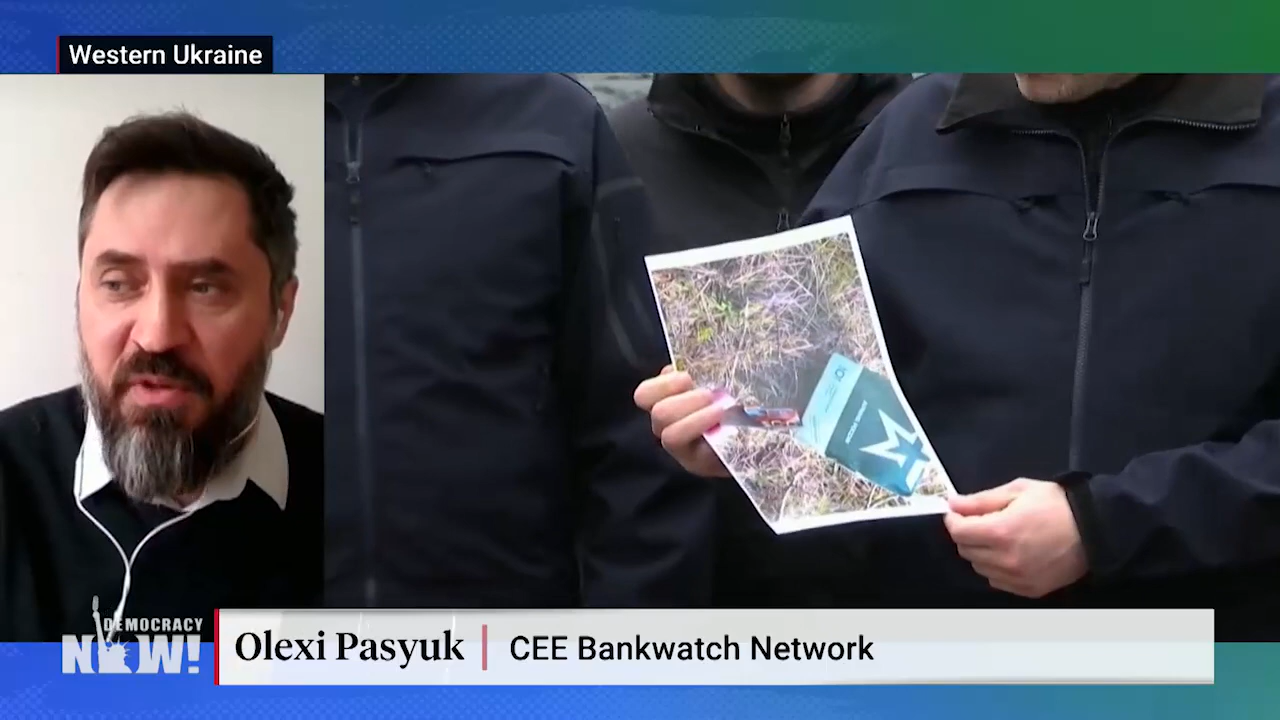 Western Ukraine
DEMOCRACY
NOW!
Olexi Pasyuk
CEE Bankwatch Network